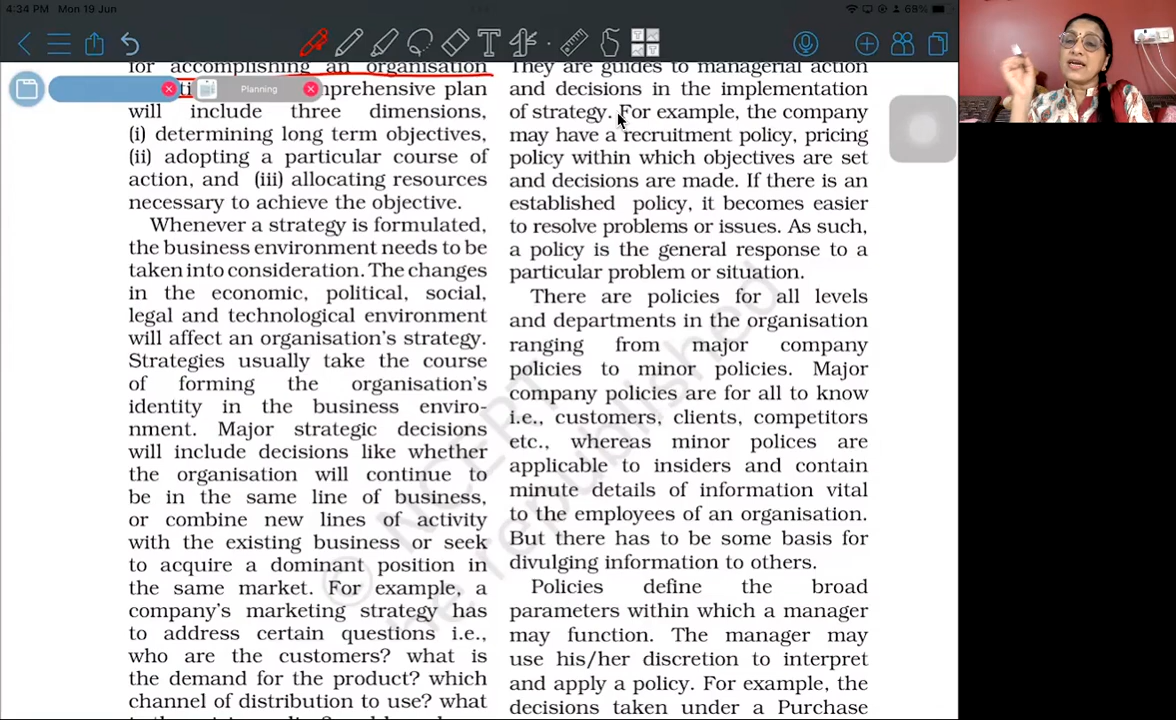 4:34 PM Mon 19 Jun
68%
for accomplishing an organisation
Planning
mprehensive plan
will include three dimensions,
(i) determining long term objectives,
(ii) adopting a particular course of
action, and (iii) allocating resources
necessary to achieve the objective.
Whenever a strategy is formulated,
the business environment needs to be
taken into consideration. The changes
in the economic, political, social,
legal and technological environment
will affect an organisation's strategy.
Strategies usually take the course
of forming the organisation's
identity in the business enviro-
nment. Major strategic decisions
will include decisions like whether
the organisation will continue to
be in the same line of business,
or combine new lines of activity
with the existing business or seek
to acquire a dominant position in
the same market. For example, a
company's marketing strategy has
to address certain questions i.e.,
who are the customers? what is
the demand for the product? which
channel of distribution to use? what
They are guides to managerial action
and decisions in the implementation
of strategy. For example, the company
may have a recruitment policy, pricing
policy within which objectives are set
and decisions are made. If there is an
established policy, it becomes easier
to resolve problems or issues. As such,
a policy is the general response to a
particular problem or situation.
There are policies for all levels
and departments in the organisation
ranging from major company
policies to minor policies. Major
company policies are for all to know
i.e., customers, clients, competitors
etc., whereas minor polices are
applicable to insiders and contain
minute details of information vital
to the employees of an organisation.
But there has to be some basis for
divulging information to others.
Policies define the broad
parameters within which a manager
may function. The manager may
use his/her discretion to interpret
and apply a policy. For example, the
decisions taken under a Purchase
© NCERT
be republished